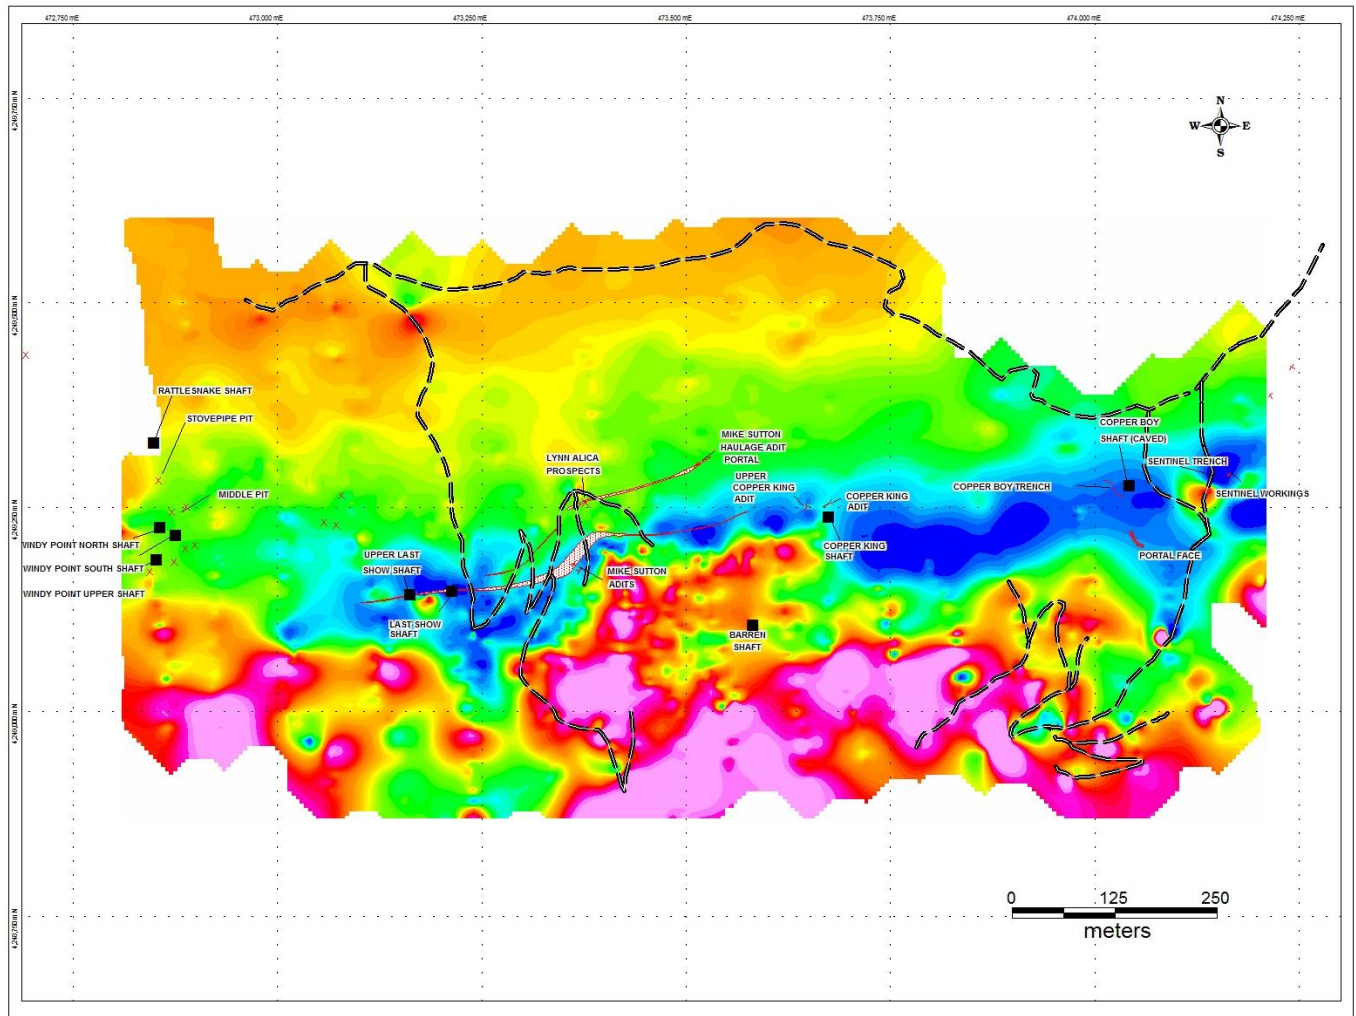 472,750 mE
473,000 mE
473,250 mE
473,500 mE
473,750 mE
474,000 mE
474,250 mE
N
W E
S
RATTLESNAKE SHAFT
STOVEPIPE PIT
MIDDLE PIT
WINDY POINT NORTH SHAFT
WINDY POINT SOUTH SHAFT
WINDY POINT UPPER SHAFT
UPPER LAST
SHOW SHAFT
LAST SHOW
SHAFT
LYNN ALICA
PROSPECTS
MIKE SUTTON
HAULAGE ADIT
PORTAL
UPPER
COPPER KING
ADIT
COPPER KING
ADIT
COPPER KING
SHAFT
MIKE SUTTON
ADITS
BARREN
SHAFT
COPPER BOY
SHAFT (CAVED)
COPPER BOY TRENCH
SENTINEL TRENCH
SENTINEL WORKINGS
PORTAL FACE
0 125 250
meters